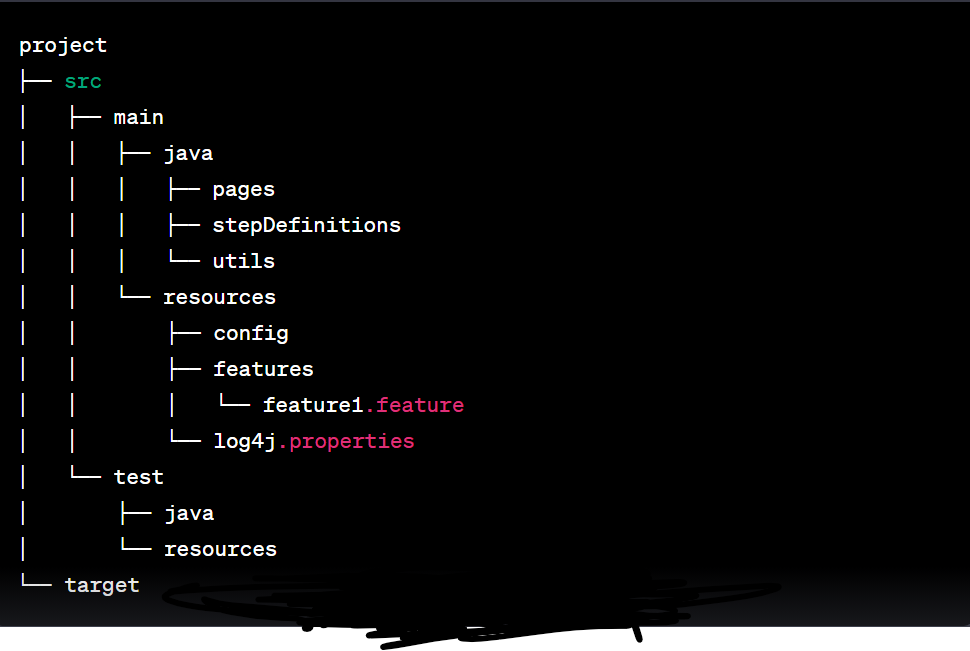 project
├── src
│   ├── main
│   │   ├── java
│   │   │   ├── pages
│   │   │   ├── stepDefinitions
│   │   │   └── utils
│   │   └── resources
│   │       ├── config
│   │       ├── features
│   │       │   └── feature1.feature
│   │       └── log4j.properties
│   └── test
│       ├── java
│       └── resources
└── target